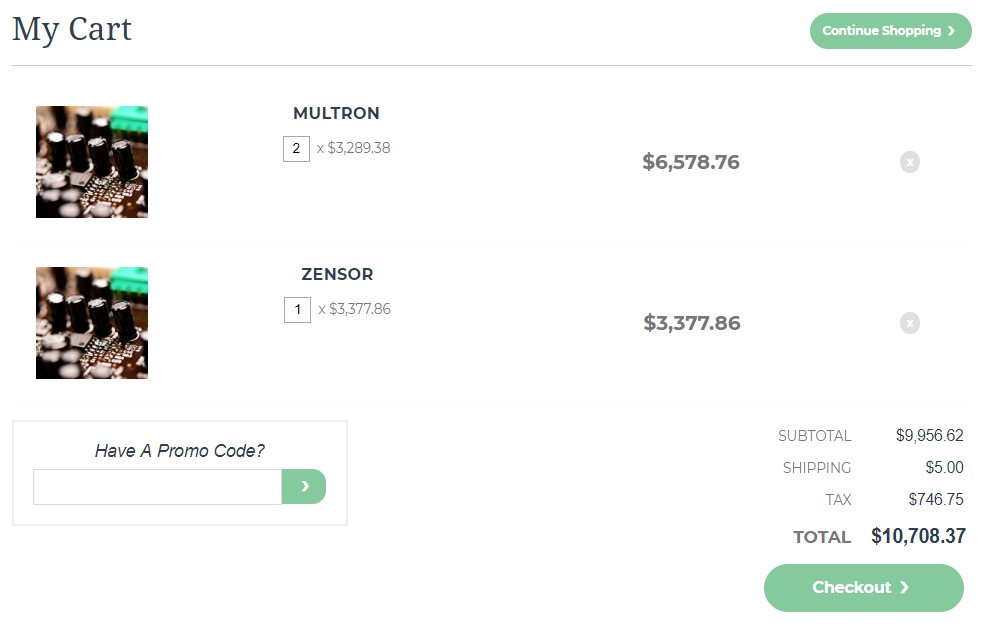 My Cart
Continue Shopping
MULTRON
2 x $3,289.38
$6,578.76
x
ZENSOR
1 x $3,377.86
$3,377.86
x
Have A Promo Code?
SUBTOTAL $9,956.62
SHIPPING $5.00
TAX $746.75
TOTAL $10,708.37
Checkout